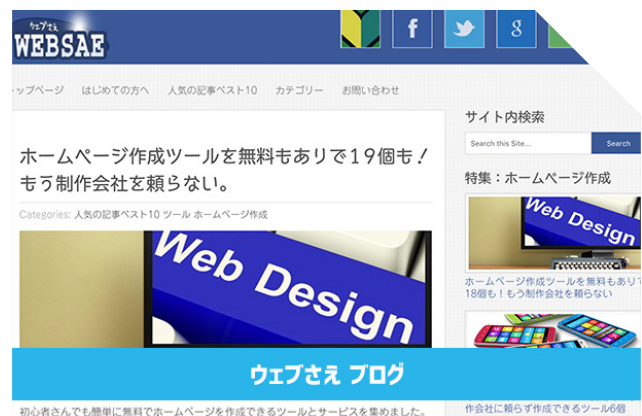 ウェブさえ
WEBSAE
f
g
トップページ はじめての方へ 人気の記事ベスト10 カテゴリー お問い合わせ
ホームページ作成ツールを無料もありで19個も！
もう制作会社を頼らない。
Categories: 人気の記事ベスト10 ツール ホームページ作成
Web Design
サイト内検索
Search this Site... Search
特集：ホームページ作成
Web Design
ホームページ作成ツールを無料もありで
18個も！もう制作会社を頼らない
ウェブさえ ブログ
初心者さんでも簡単に無料でホームページを作成できるツールとサービスを集めました。
作会社に頼らず作成できるツール6個